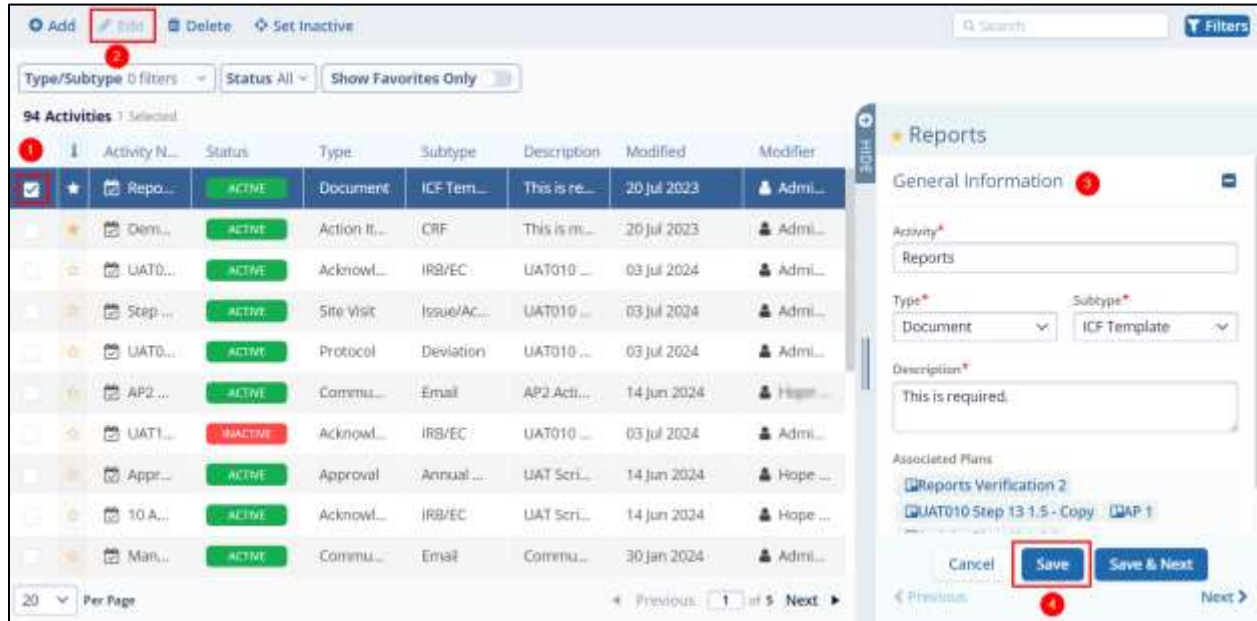 Add Edit Delete Set Inactive Search Filters
2
Type/Subtype 0 filters Status All Show Favorites Only
94 Activities 1 Selected
1 Activity N... Status Type Subtype Description Modified Modifier
Repo... ACTIVE Document ICF Tem... This is re... 20 Jul 2023 Admi...
Dem... ACTIVE Action It... CRF This is m... 20 Jul 2023 Admi...
UAT0... ACTIVE Acknowl... IRB/EC UAT010 ... 03 Jul 2024 Admi...
Step ... ACTIVE Site Visit Issue/Ac... UAT010 ... 03 Jul 2024 Admi...
UAT0... ACTIVE Protocol Deviation UAT010 ... 03 Jul 2024 Admi...
AP2 ... ACTIVE Commu... Email AP2 Acti... 14 Jun 2024
UAT1... INACTIVE Acknowl... IRB/EC UAT010 ... 03 Jul 2024 Admi...
Appr... ACTIVE Approval Annual ... UAT Scri... 14 Jun 2024 Hope ...
10 A... ACTIVE Acknowl... IRB/EC UAT Scri... 14 Jun 2024 Hope ...
Man... ACTIVE Commu... Email Commu... 30 Jan 2024 Admi...
20 Per Page Previous 1 of 5 Next
HIDE
Reports
General Information 3
Activity*
Reports
Type* Subtype*
Document ICF Template
Description*
This is required.
Associated Plans
Reports Verification 2
UAT010 Step 13 1.5 - Copy AP 1
Cancel Save Save & Next
Previous 4 Next